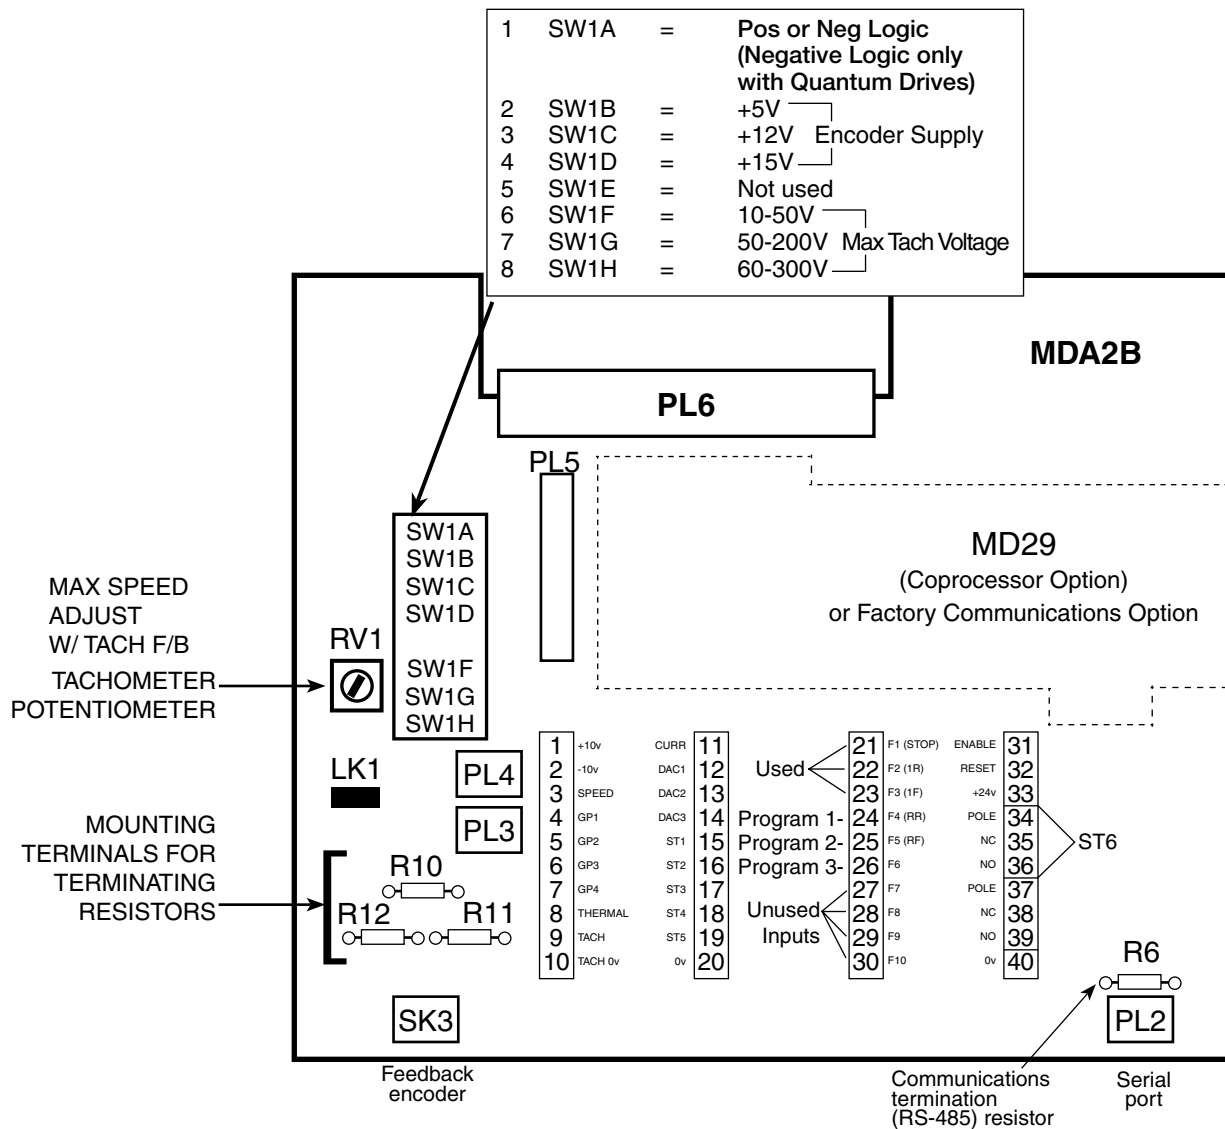 1 SW1A = Pos or Neg Logic
(Negative Logic only
with Quantum Drives)
2 SW1B = +5V
3 SW1C = +12V Encoder Supply
4 SW1D = +15V
5 SW1E = Not used
6 SW1F = 10-50V
7 SW1G = 50-200V Max Tach Voltage
8 SW1H = 60-300V
MDA2B
PL6
PL5
SW1A
SW1B
SW1C
SW1D
SW1F
SW1G
SW1H
MD29
(Coprocessor Option)
or Factory Communications Option
MAX SPEED
ADJUST
W/ TACH F/B
RV1
TACHOMETER
POTENTIOMETER
LK1
PL4
PL3
MOUNTING
TERMINALS FOR
TERMINATING
RESISTORS
R10
R12
R11
1 +10v
2 -10v
3 SPEED
4 GP1
5 GP2
6 GP3
7 GP4
8 THERMAL
9 TACH
10 TACH 0v
CURR 11
DAC1 12
DAC2 13
DAC3 14
ST1 15
ST2 16
ST3 17
ST4 18
ST5 19
0v 20
Used
Program 1-
Program 2-
Program 3-
Unused
Inputs
21 F1 (STOP)
22 F2 (1R)
23 F3 (1F)
24 F4 (RR)
25 F5 (RF)
26 F6
27 F7
28 F8
29 F9
30 F10
ENABLE 31
RESET 32
+24v 33
POLE 34
NC 35
NO 36
POLE 37
NC 38
NO 39
0v 40
ST6
R6
PL2
SK3
Feedback
encoder
Communications
termination
(RS-485) resistor
Serial
port